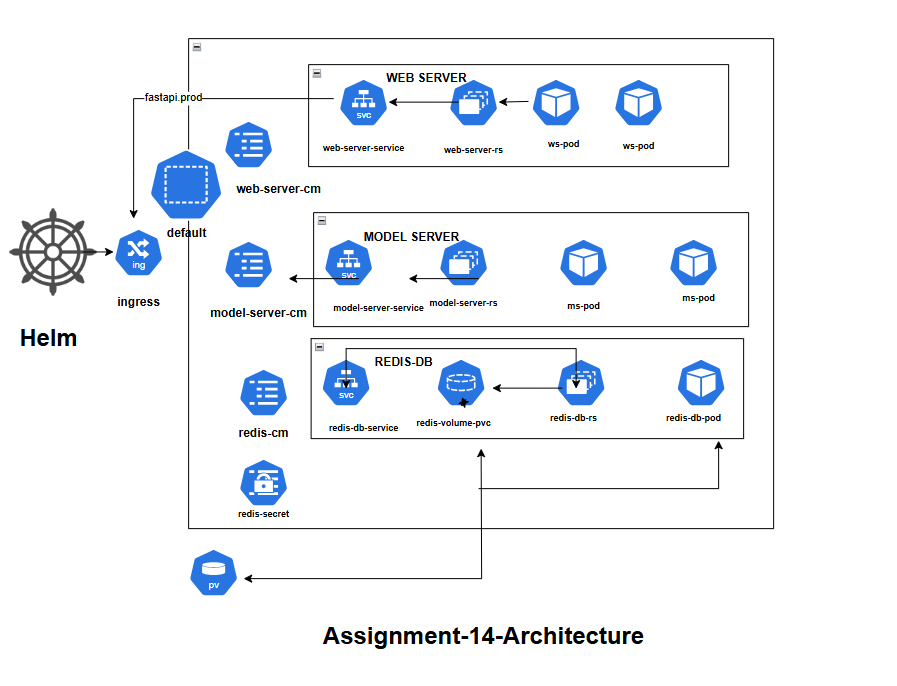 WEB SERVER
fastapi.prod
svc
web-server-service
web-server-rs
ws-pod
ws-pod
web-server-cm
default
ing
ingress
Helm
MODEL SERVER
svc
model-server-service
model-server-rs
ms-pod
ms-pod
model-server-cm
REDIS-DB
svc
redis-db-service
redis-volume-pvc
redis-db-rs
redis-db-pod
redis-cm
redis-secret
pv
Assignment-14-Architecture